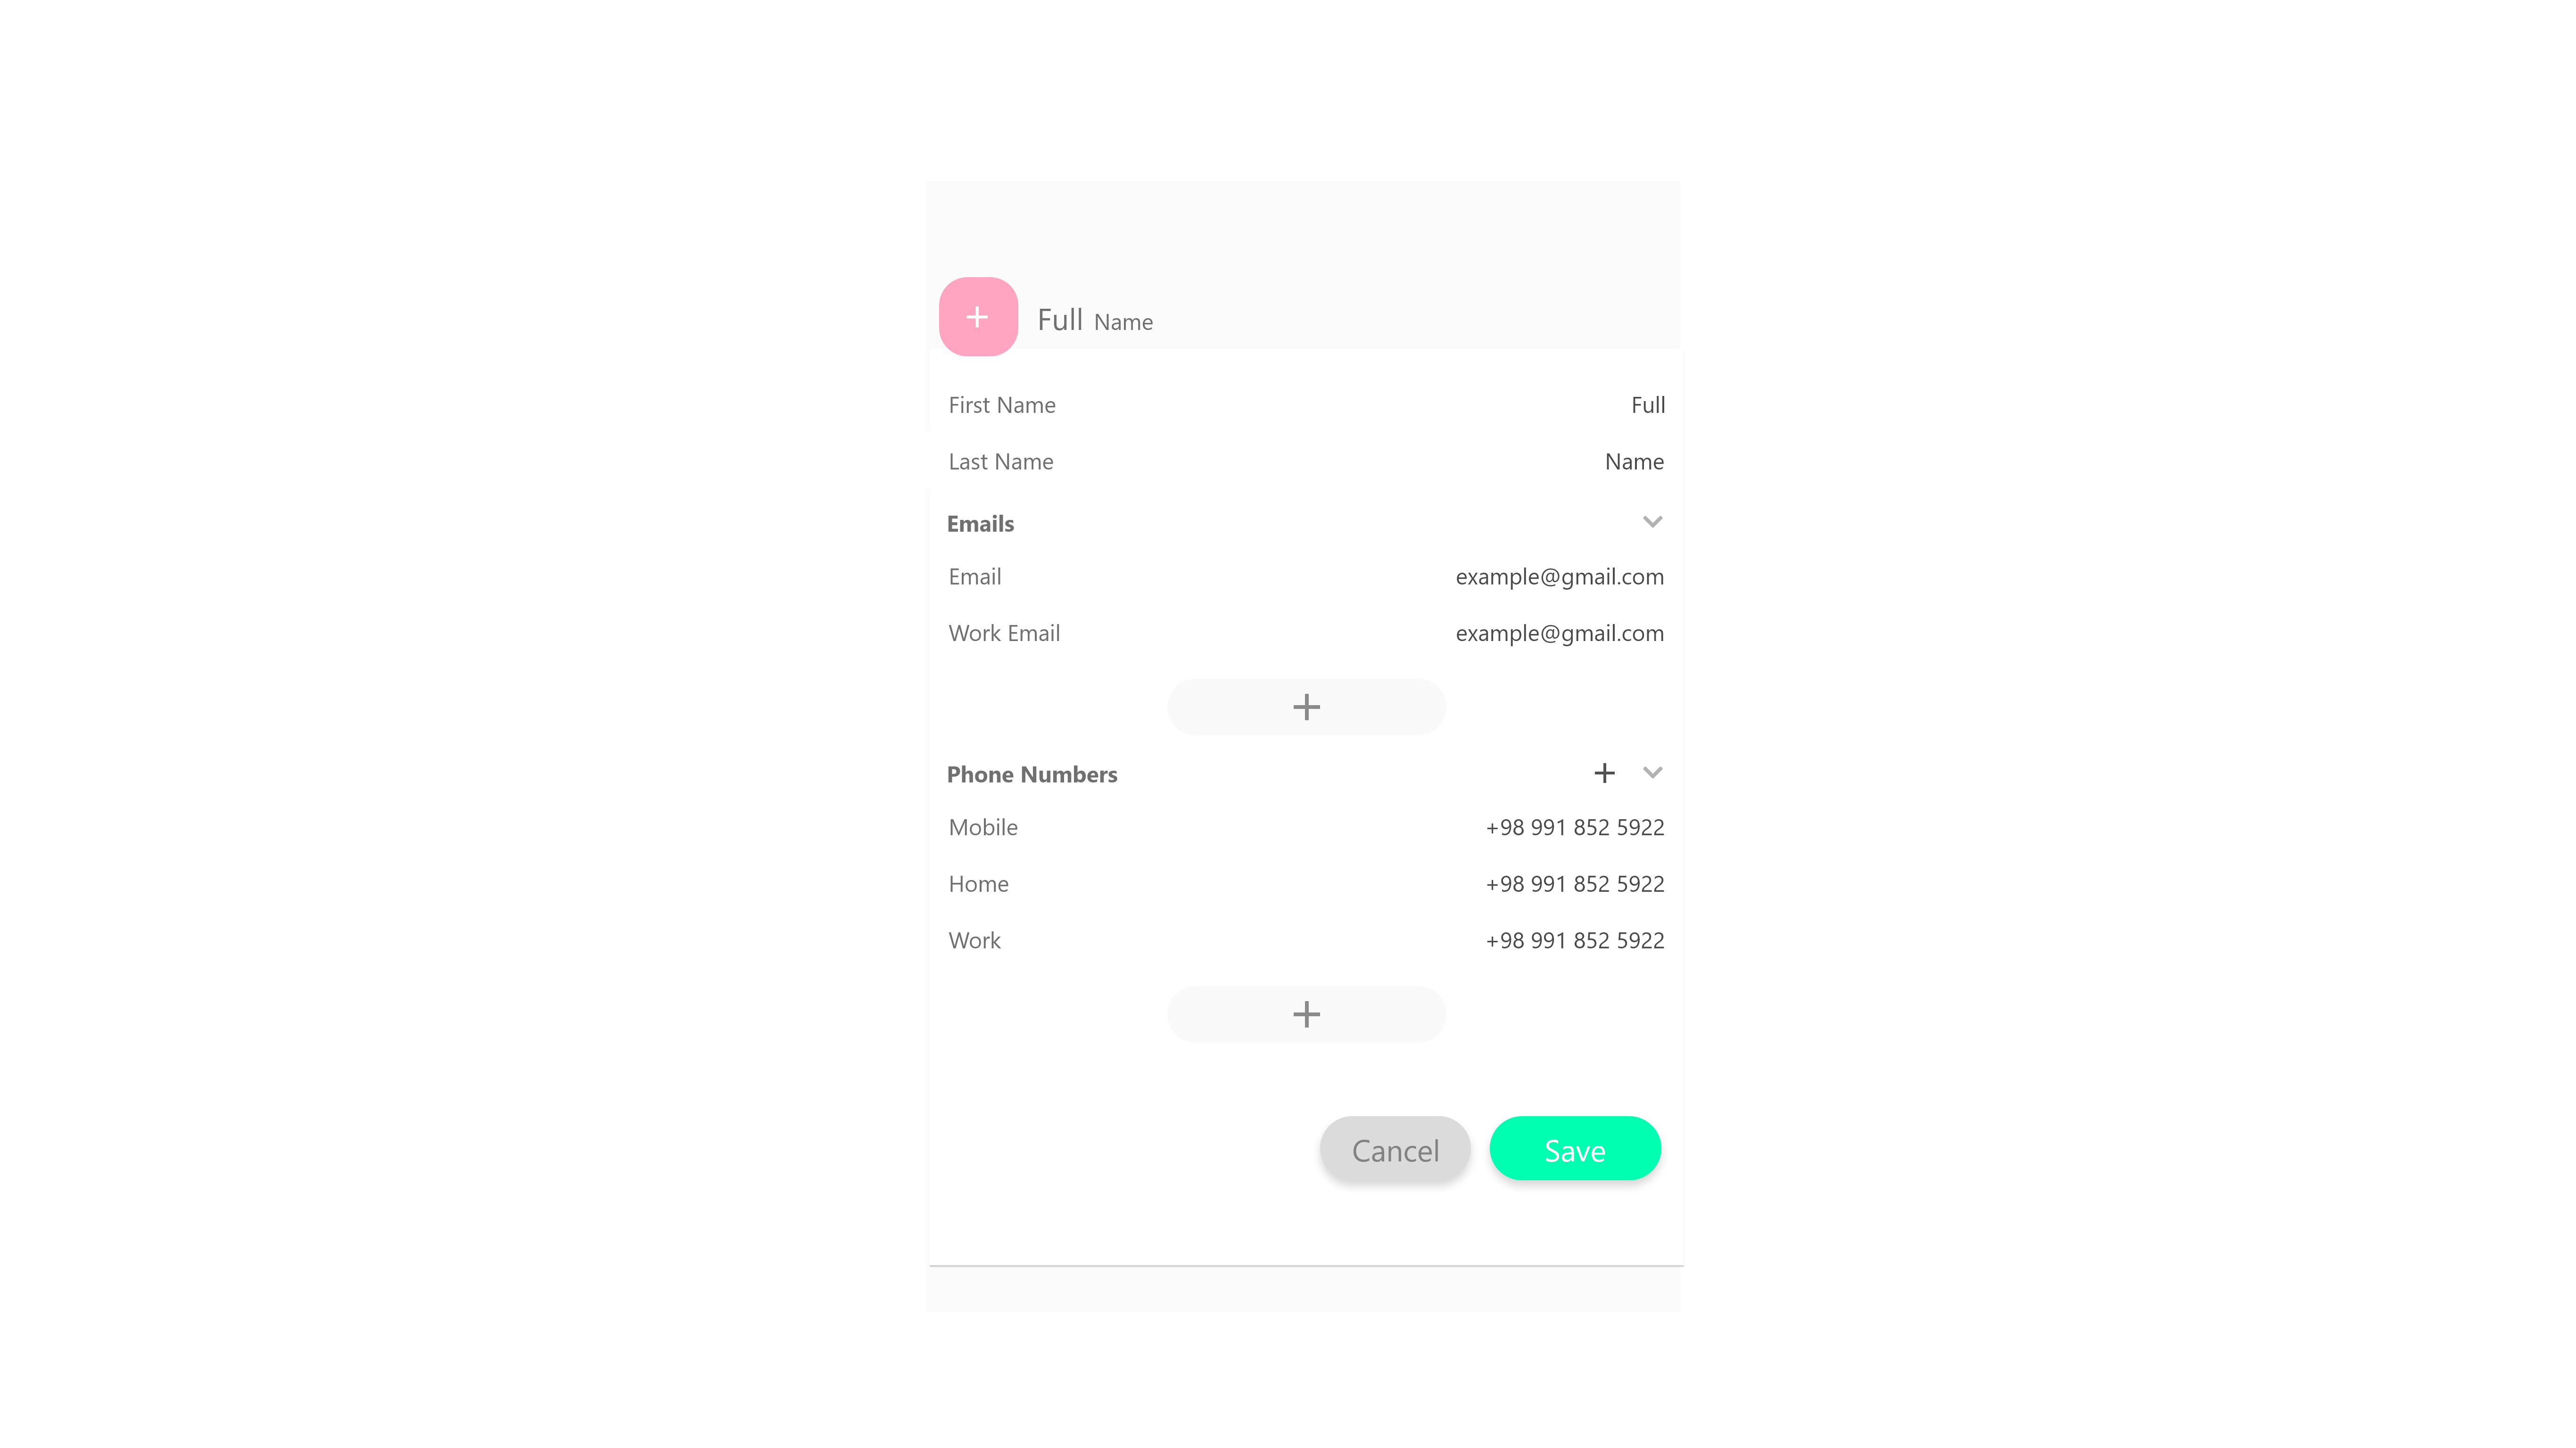 Full Name
First Name Full
Last Name Name
Emails
Email example@gmail.com
Work Email example@gmail.com
+
Phone Numbers +
Mobile +98 991 852 5922
Home +98 991 852 5922
Work +98 991 852 5922
+
Cancel Save